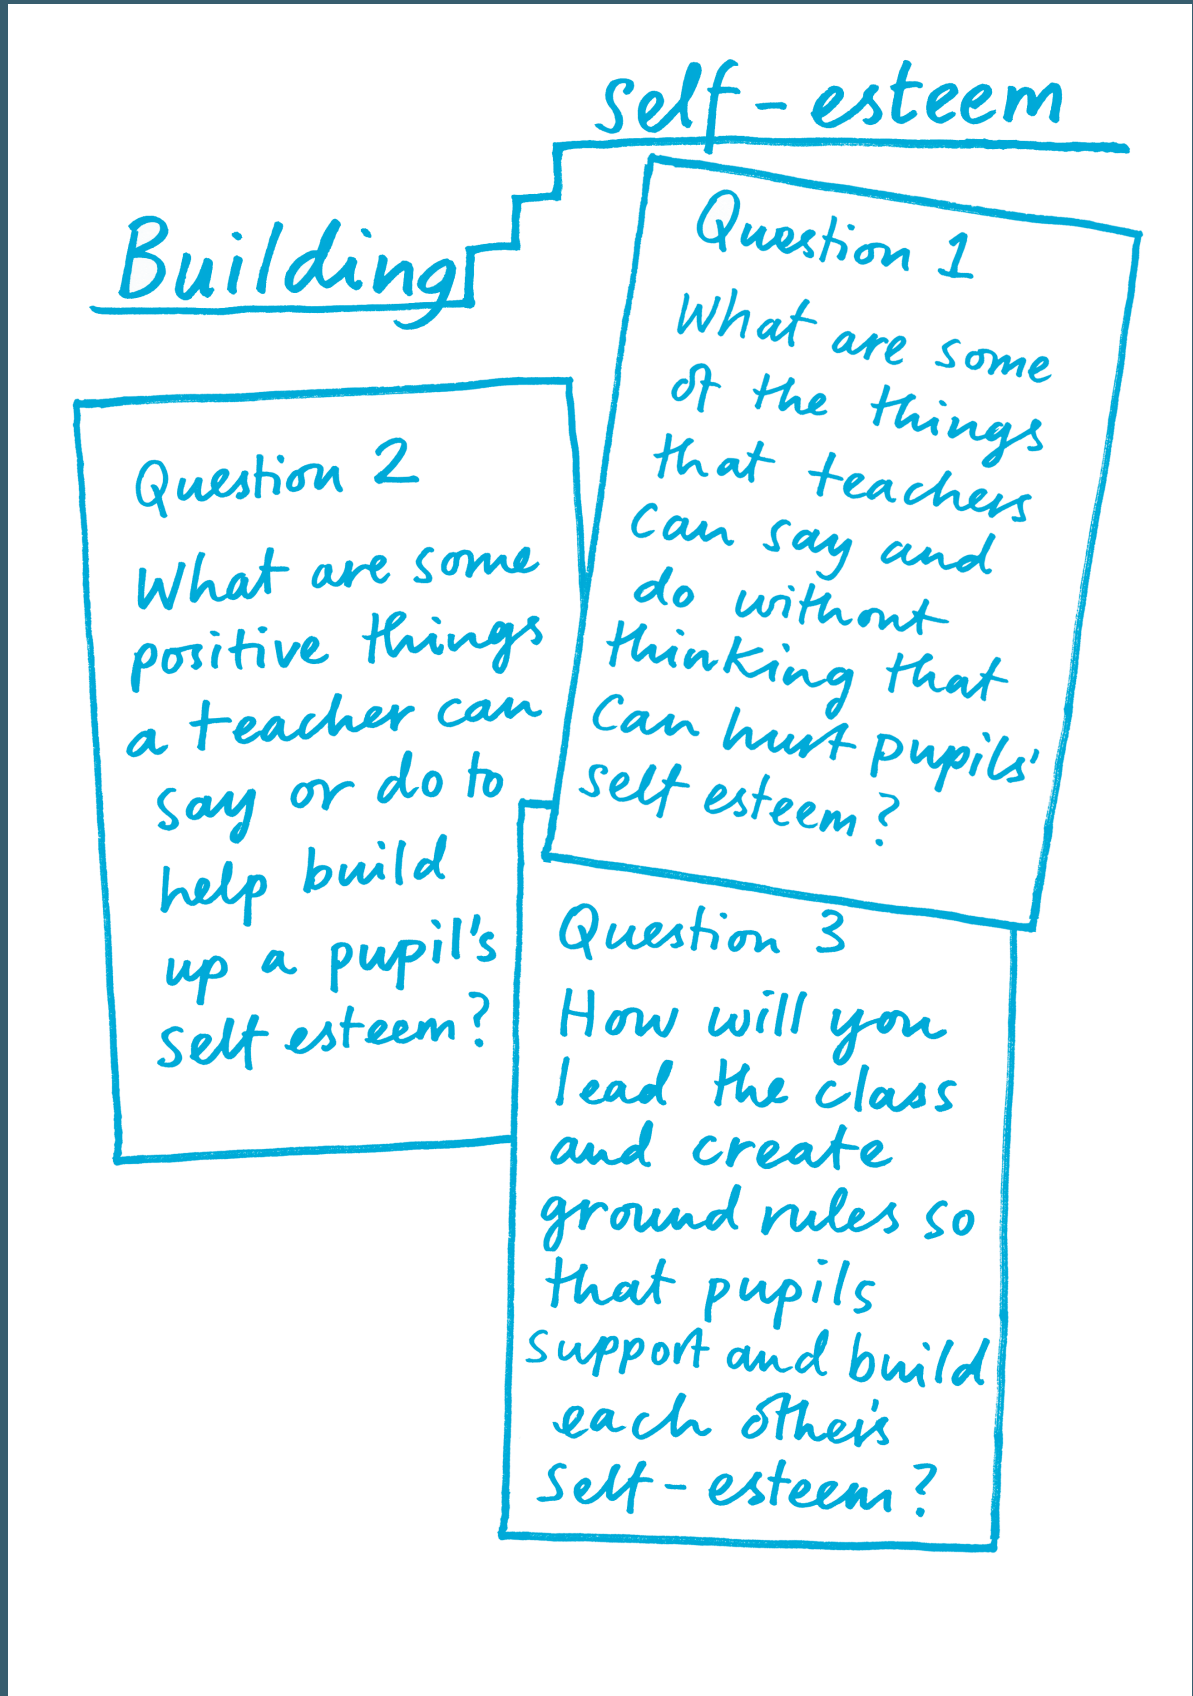 Building
self-esteem
Question 1
What are some
of the things
that teachers
can say and
do without
thinking that
can hurt pupils'
self esteem?
Question 2
What are some
positive things
a teacher can
say or do to
help build
up a pupil's
self esteem?
Question 3
How will you
lead the class
and create
ground rules so
that pupils
support and build
each other's
self-esteem?